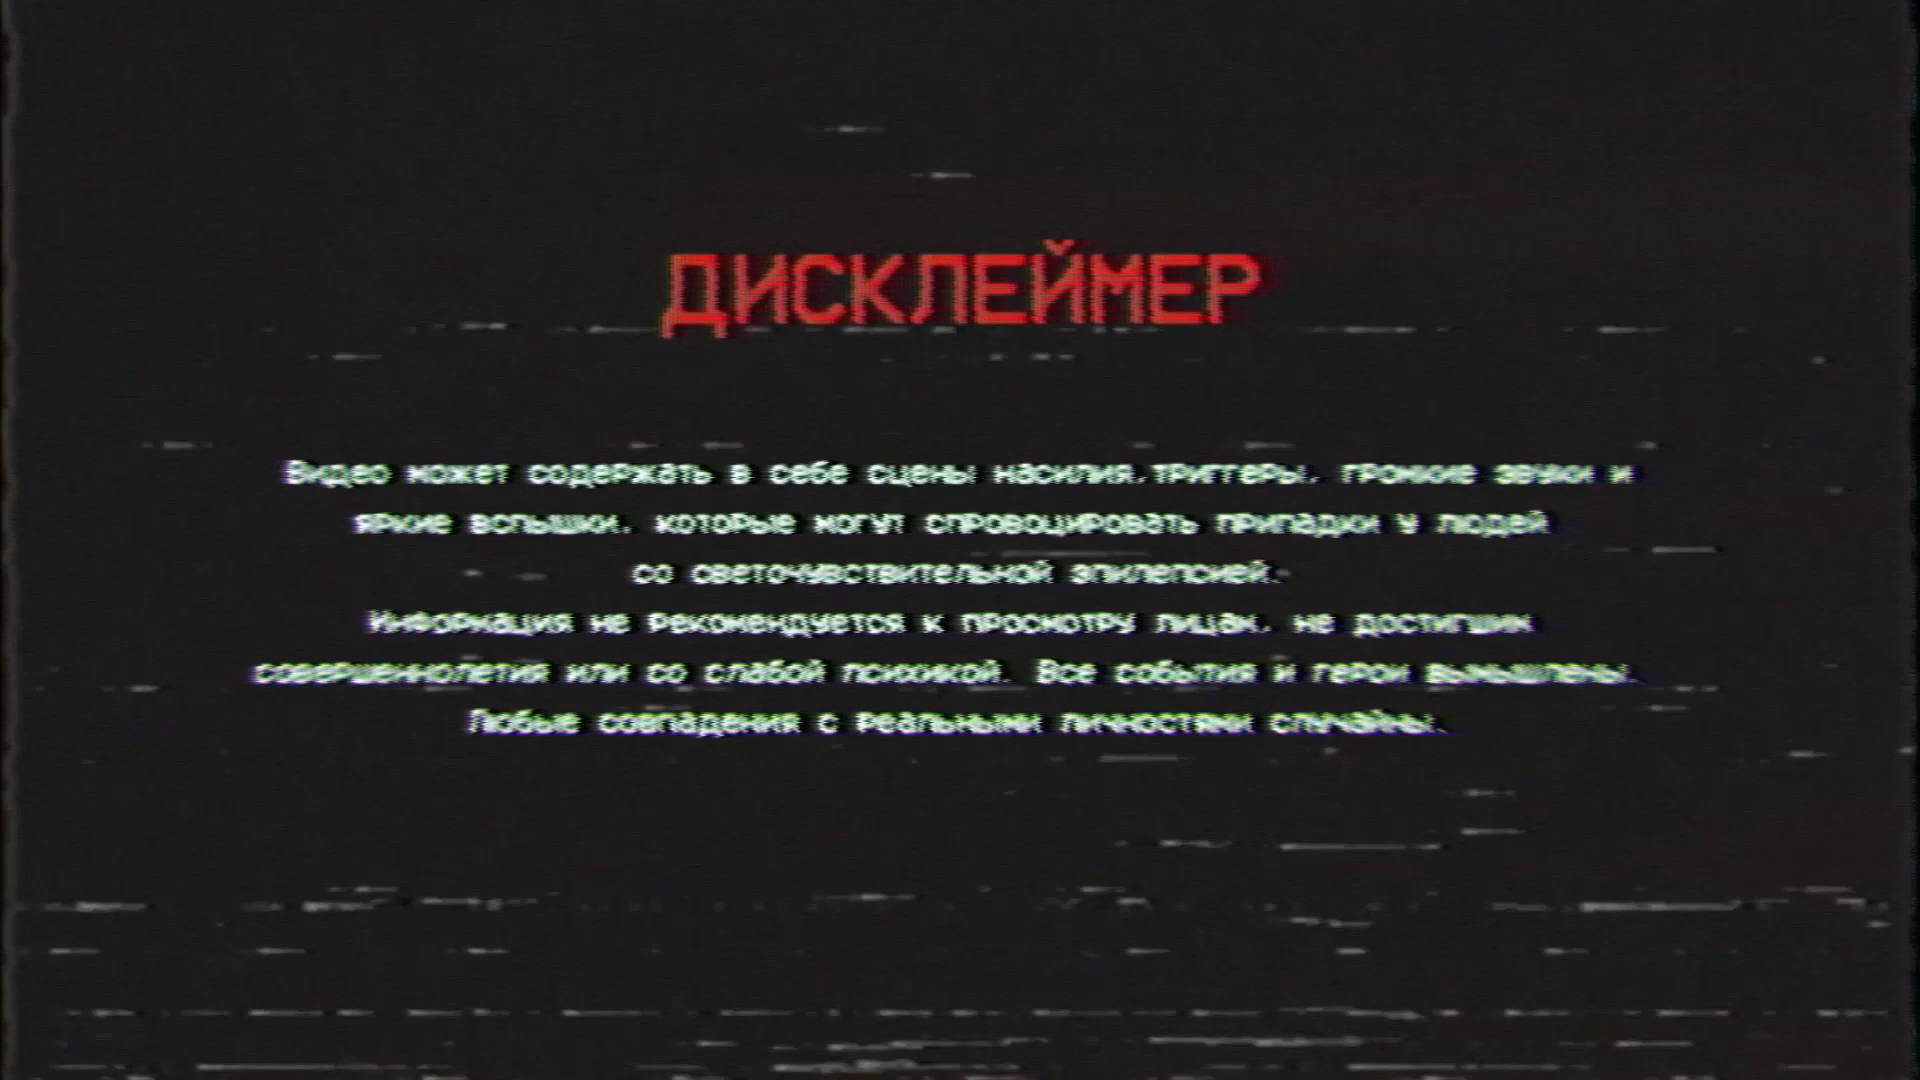 ДИСКЛЕЙМЕР
Видео может содержать в себе сцены насилия,триггеры, громкие звуки и
яркие вспышки, которые могут спровоцировать припадки у людей
со светочувствительной эпилепсией.
Информация не рекомендуется к просмотру лицам, не достигшим
совершеннолетия или со слабой психикой. Все события и герои вымышлены.
Любые совпадения с реальными личностями случайны.